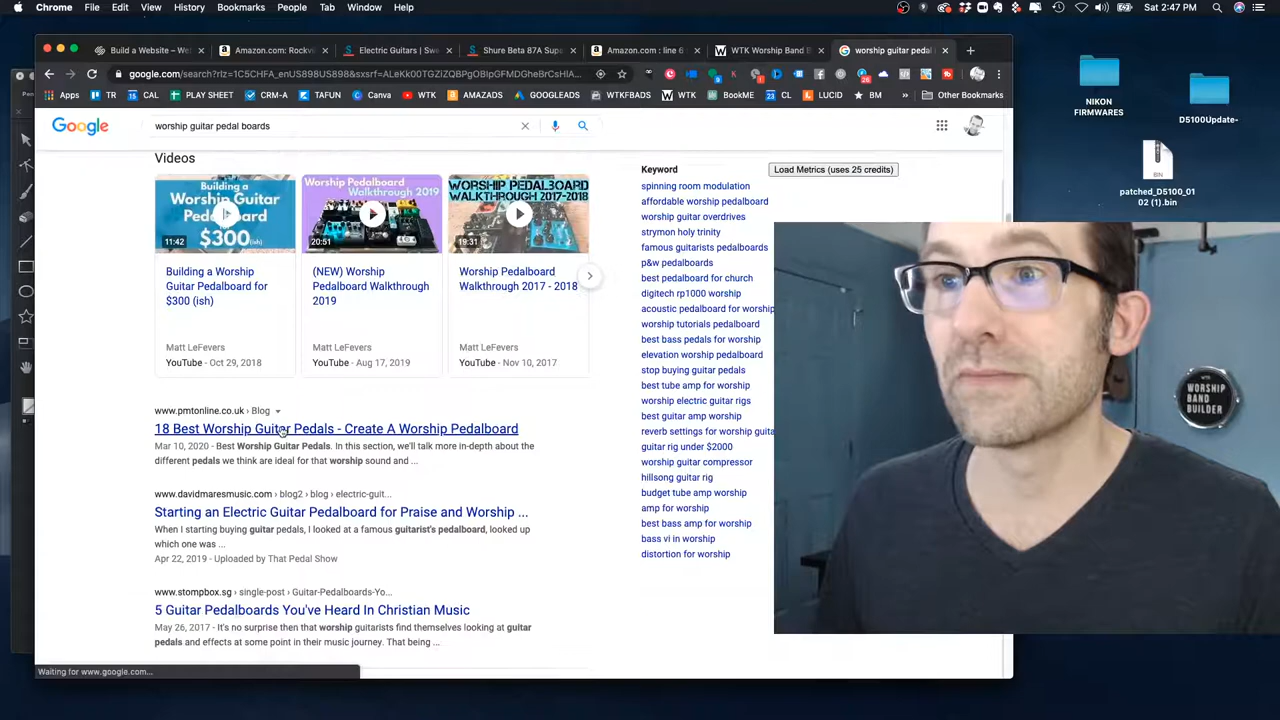 Chrome File Edit View History Bookmarks People Tab Window Help Sat 2:47 PM
Build a Website – We Amazon.com: Rockv Electric Guitars | Swe Shure Beta 87A Supe Amazon.com : line 6 WTK Worship Band B worship guitar pedal
Apps TR CAL PLAY SHEET CRM-A TAFUN Canva WTK AMAZADS GOOGLEADS WTKFBADS WTK BookME CL LUCID BM Other Bookmarks
Google worship guitar pedal boards
Videos
Building a
Worship
Guitar
Pedalboard
$300 (ish)
11:42
Worship Pedalboard
Walkthrough 2019
20:51
WORSHIP PEDALBOARD
WALKTHROUGH 2017-2018
19:31
Building a Worship
Guitar Pedalboard for
$300 (ish)
Matt LeFevers
YouTube - Oct 29, 2018
(NEW) Worship
Pedalboard Walkthrough
2019
Matt LeFevers
YouTube - Aug 17, 2019
Worship Pedalboard
Walkthrough 2017 - 2018
Matt LeFevers
YouTube - Nov 10, 2017
www.pmtonline.co.uk › Blog
18 Best Worship Guitar Pedals - Create A Worship Pedalboard
Mar 10, 2020 - Best Worship Guitar Pedals. In this section, we'll talk more in-depth about the
different pedals we think are ideal for that worship sound and ...
www.davidmaresmusic.com › blog2 › blog › electric-guit...
Starting an Electric Guitar Pedalboard for Praise and Worship ...
When I starting buying guitar pedals, I looked at a famous guitarist's pedalboard, looked up
which one was ...
Apr 22, 2019 - Uploaded by That Pedal Show
www.stompbox.sg › single-post › Guitar-Pedalboards-Yo...
5 Guitar Pedalboards You've Heard In Christian Music
May 26, 2017 - It's no surprise then that worship guitarists find themselves looking at guitar
pedals and effects at some point in their music journey. That being ...
Waiting for www.google.com...
Keyword Load Metrics (uses 25 credits)
spinning room modulation
affordable worship pedalboard
worship guitar overdrives
strymon holy trinity
famous guitarists pedalboards
p&w pedalboards
best pedalboard for church
digitech rp1000 worship
acoustic pedalboard for worship
worship tutorials pedalboard
best bass pedals for worship
elevation worship pedalboard
stop buying guitar pedals
best tube amp for worship
worship electric guitar rigs
best guitar amp worship
reverb settings for worship guita
guitar rig under $2000
worship guitar compressor
hillsong guitar rig
budget tube amp worship
amp for worship
best bass amp for worship
bass vi in worship
distortion for worship
NIKON
FIRMWARES
D5100Update-
BIN
patched_D5100_01
02 (1).bin
WORSHIP
BAND
BUILDER